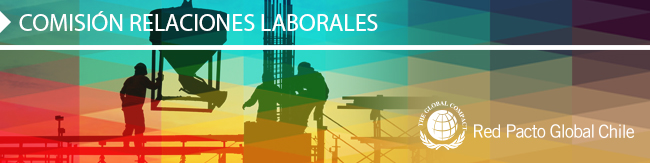 COMISIÓN RELACIONES LABORALES
THE GLOBAL COMPACT
Red Pacto Global Chile